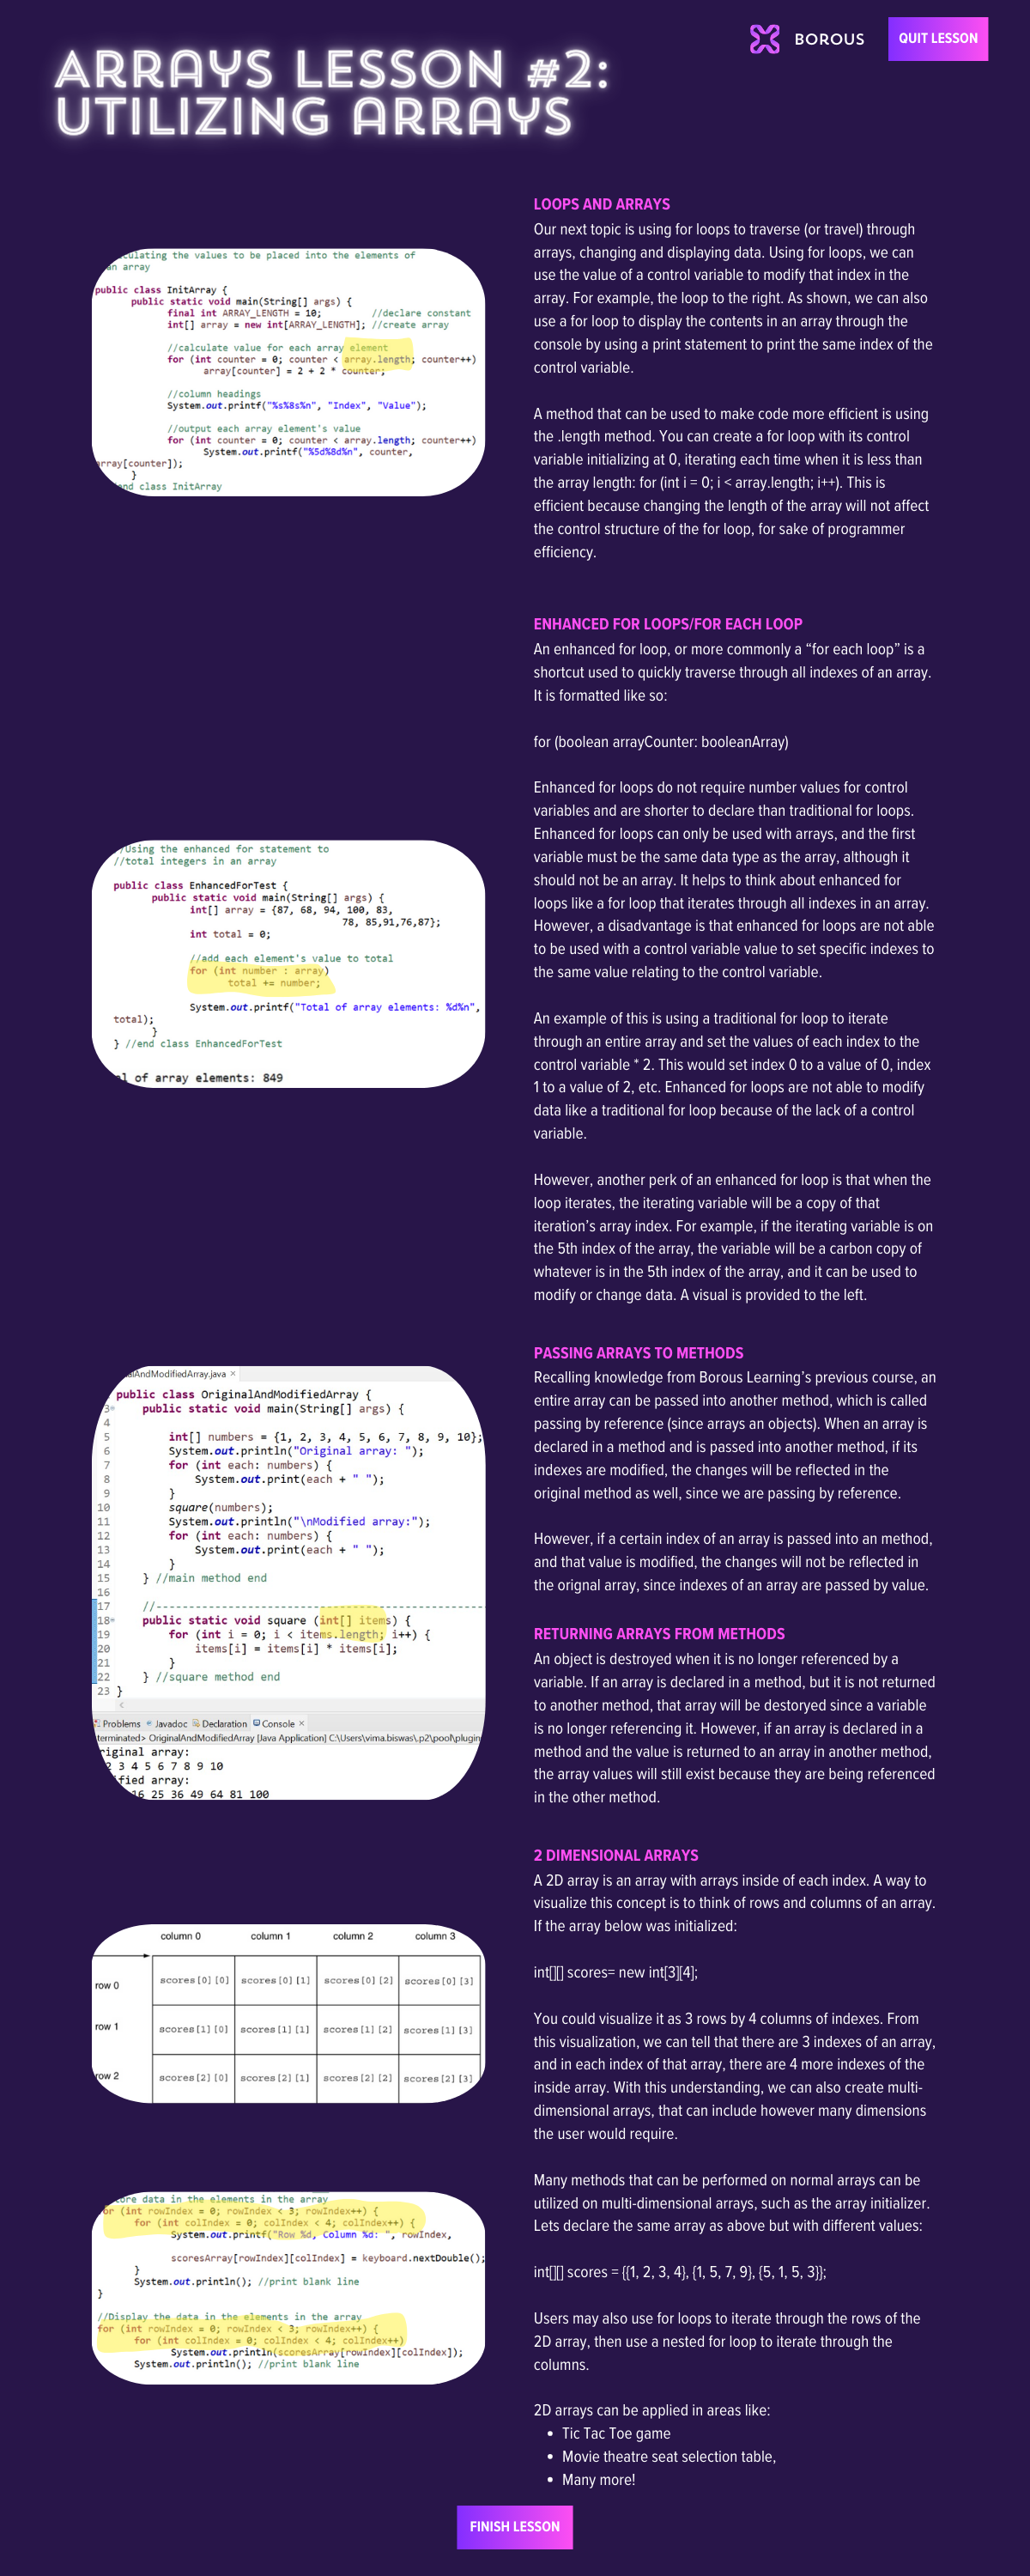 BOROUS
QUIT LESSON
ARRAYS LESSON #2:
UTILIZING ARRAYS
LOOPS AND ARRAYS
Our next topic is using for loops to traverse (or travel) through
arrays, changing and displaying data. Using for loops, we can
use the value of a control variable to modify that index in the
array. For example, the loop to the right. As shown, we can also
use a for loop to display the contents in an array through the
console by using a print statement to print the same index of the
control variable.
A method that can be used to make code more efficient is using
the .length method. You can create a for loop with its control
variable initializing at 0, iterating each time when it is less than
the array length: for (int i = 0; i < array.length; i++). This is
efficient because changing the length of the array will not affect
the control structure of the for loop, for sake of programmer
efficiency.
the values to be placed into the elements of
an array
public class InitArray {
public static void main(String[] args) {
final int ARRAY_LENGTH = 10; //declare constant
int[] array = new int[ARRAY_LENGTH]; //create array
//calculate value for each array element
for (int counter = 0; counter < array.length; counter++)
array[counter] = 2 + 2 * counter;
//column headings
System.out.printf("%s%8s%n", "Index", "Value");
//output each array element's value
for (int counter = 0; counter < array.length; counter++)
System.out.printf("%5d%8d%n", counter,
array[counter]);
}
end class InitArray
ENHANCED FOR LOOPS/FOR EACH LOOP
An enhanced for loop, or more commonly a “for each loop” is a
shortcut used to quickly traverse through all indexes of an array.
It is formatted like so:
for (boolean arrayCounter: booleanArray)
Enhanced for loops do not require number values for control
variables and are shorter to declare than traditional for loops.
Enhanced for loops can only be used with arrays, and the first
variable must be the same data type as the array, although it
should not be an array. It helps to think about enhanced for
loops like a for loop that iterates through all indexes in an array.
However, a disadvantage is that enhanced for loops are not able
to be used with a control variable value to set specific indexes to
the same value relating to the control variable.
An example of this is using a traditional for loop to iterate
through an entire array and set the values of each index to the
control variable * 2. This would set index 0 to a value of 0, index
1 to a value of 2, etc. Enhanced for loops are not able to modify
data like a traditional for loop because of the lack of a control
variable.
However, another perk of an enhanced for loop is that when the
loop iterates, the iterating variable will be a copy of that
iteration’s array index. For example, if the iterating variable is on
the 5th index of the array, the variable will be a carbon copy of
whatever is in the 5th index of the array, and it can be used to
modify or change data. A visual is provided to the left.
//Using the enhanced for statement to
//total integers in an array
public class EnhancedForTest {
public static void main(String[] args) {
int[] array = {87, 68, 94, 100, 83,
78, 85,91,76,87};
int total = 0;
//add each element’s value to total
for (int number : array)
total += number;
System.out.printf("Total of array elements: %d%n",
total);
}
} //end class EnhancedForTest
of array elements: 849
PASSING ARRAYS TO METHODS
Recalling knowledge from Borous Learning’s previous course, an
entire array can be passed into another method, which is called
passing by reference (since arrays an objects). When an array is
declared in a method and is passed into another method, if its
indexes are modified, the changes will be reflected in the
original method as well, since we are passing by reference.
However, if a certain index of an array is passed into an method,
and that value is modified, the changes will not be reflected in
the orignal array, since indexes of an array are passed by value.
alAndModifiedArray.java ×
public class OriginalAndModifiedArray {
3 public static void main(String[] args) {
4
5 int[] numbers = {1, 2, 3, 4, 5, 6, 7, 8, 9, 10};
6 System.out.println("Original array: ");
7 for (int each: numbers) {
8 System.out.print(each + " ");
9 }
10 square(numbers);
11 System.out.println("\nModified array:");
12 for (int each: numbers) {
13 System.out.print(each + " ");
14 }
15 } //main method end
16
17 //--------------------------------------------------
18 public static void square (int[] items) {
19 for (int i = 0; i < items.length; i++) {
20 items[i] = items[i] * items[i];
21 }
22 } //square method end
23 }
Problems Javadoc Declaration Console ×
terminated> OriginalAndModifiedArray [Java Application] C:\Users\vima.biswas\.p2\pool\plugin
riginal array:
2 3 4 5 6 7 8 9 10
ified array:
16 25 36 49 64 81 100
RETURNING ARRAYS FROM METHODS
An object is destroyed when it is no longer referenced by a
variable. If an array is declared in a method, but it is not returned
to another method, that array will be destoryed since a variable
is no longer referencing it. However, if an array is declared in a
method and the value is returned to an array in another method,
the array values will still exist because they are being referenced
in the other method.
2 DIMENSIONAL ARRAYS
A 2D array is an array with arrays inside of each index. A way to
visualize this concept is to think of rows and columns of an array.
If the array below was initialized:
int[][] scores= new int[3][4];
You could visualize it as 3 rows by 4 columns of indexes. From
this visualization, we can tell that there are 3 indexes of an array,
and in each index of that array, there are 4 more indexes of the
inside array. With this understanding, we can also create multi-
dimensional arrays, that can include however many dimensions
the user would require.
column 0 column 1 column 2 column 3
row 0 scores[0][0] scores[0][1] scores[0][2] scores[0][3]
row 1 scores[1][0] scores[1][1] scores[1][2] scores[1][3]
row 2 scores[2][0] scores[2][1] scores[2][2] scores[2][3]
Many methods that can be performed on normal arrays can be
utilized on multi-dimensional arrays, such as the array initializer.
Lets declare the same array as above but with different values:
int[][] scores = {{1, 2, 3, 4}, {1, 5, 7, 9}, {5, 1, 5, 3}};
Users may also use for loops to iterate through the rows of the
2D array, then use a nested for loop to iterate through the
columns.
2D arrays can be applied in areas like:
• Tic Tac Toe game
• Movie theatre seat selection table,
• Many more!
tore data in the elements in the array
for (int rowIndex = 0; rowIndex < 3; rowIndex++) {
for (int colIndex = 0; colIndex < 4; colIndex++) {
System.out.printf("Row %d, Column %d: ", rowIndex,
scoresArray[rowIndex][colIndex] = keyboard.nextDouble();
}
System.out.println(); //print blank line
}
//Display the data in the elements in the array
for (int rowIndex = 0; rowIndex < 3; rowIndex++) {
for (int colIndex = 0; colIndex < 4; colIndex++)
System.out.println(scoresArray[rowIndex][colIndex]);
System.out.println(); //print blank line
FINISH LESSON